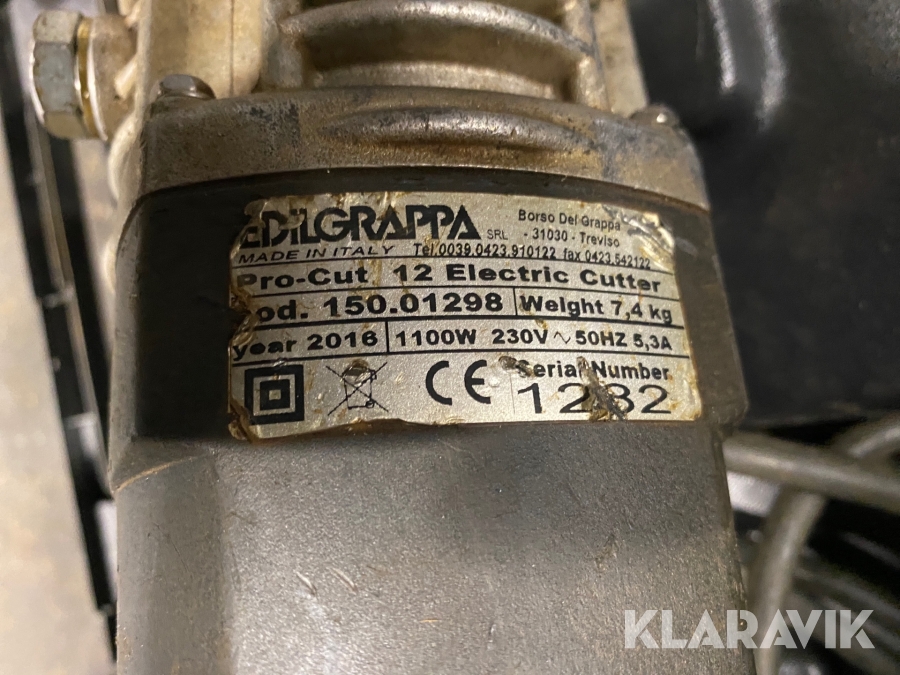 EDILGRAPPA SRL
Borso Del Grappa
- 31030 - Treviso
MADE IN ITALY Tel.0039.0423.910122 fax 0423.542122
Pro-Cut 12 Electric Cutter
od. 150.01298 Weight 7,4 kg
year 2016 1100W 230V ~ 50HZ 5,3A
CE Serial Number
KLARAVIK